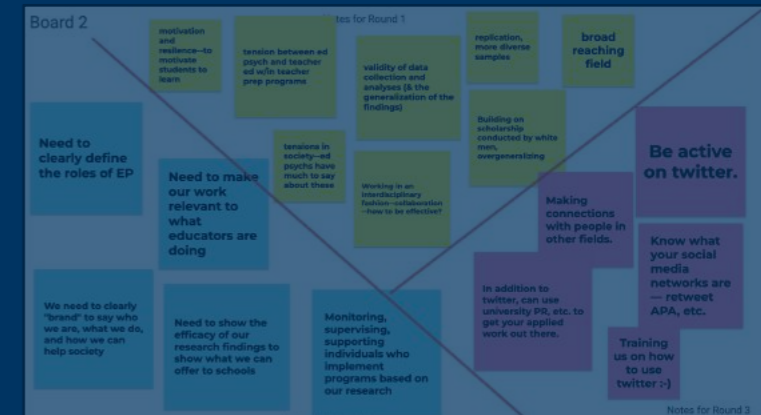 Board 2
Notes for Round 1
motivation
and
resilence--to
motivate
students to
learn
tension between ed
psych and teacher
ed w/in teacher
prep programs
validity of data
collection and
analyses (& the
generalization of the
findings)
replication,
more diverse
samples
broad
reaching
field
tensions in
society--ed
psychs have
much to say
about these
Working in an
interdisciplinary
fashion--collaboration
--how to be effective?
Building on
scholarship
conducted by white
men,
overgeneralizing
Need to
clearly define
the roles of EP
Need to make
our work
relevant to
what
educators are
doing
We need to clearly
"brand" to say who
we are, what we do,
and how we can
help society
Need to show the
efficacy of our
research findings to
show what we can
offer to schools
Monitoring,
supervising,
supporting
individuals who
implement
programs based on
our research
Be active
on twitter.
Making
connections
with people in
other fields.
Know what
your social
media
networks are
— retweet
APA, etc.
In addition to
twitter, can use
university PR, etc. to
get your applied
work out there.
Training
us on how
to use
twitter :-)
Notes for Round 3